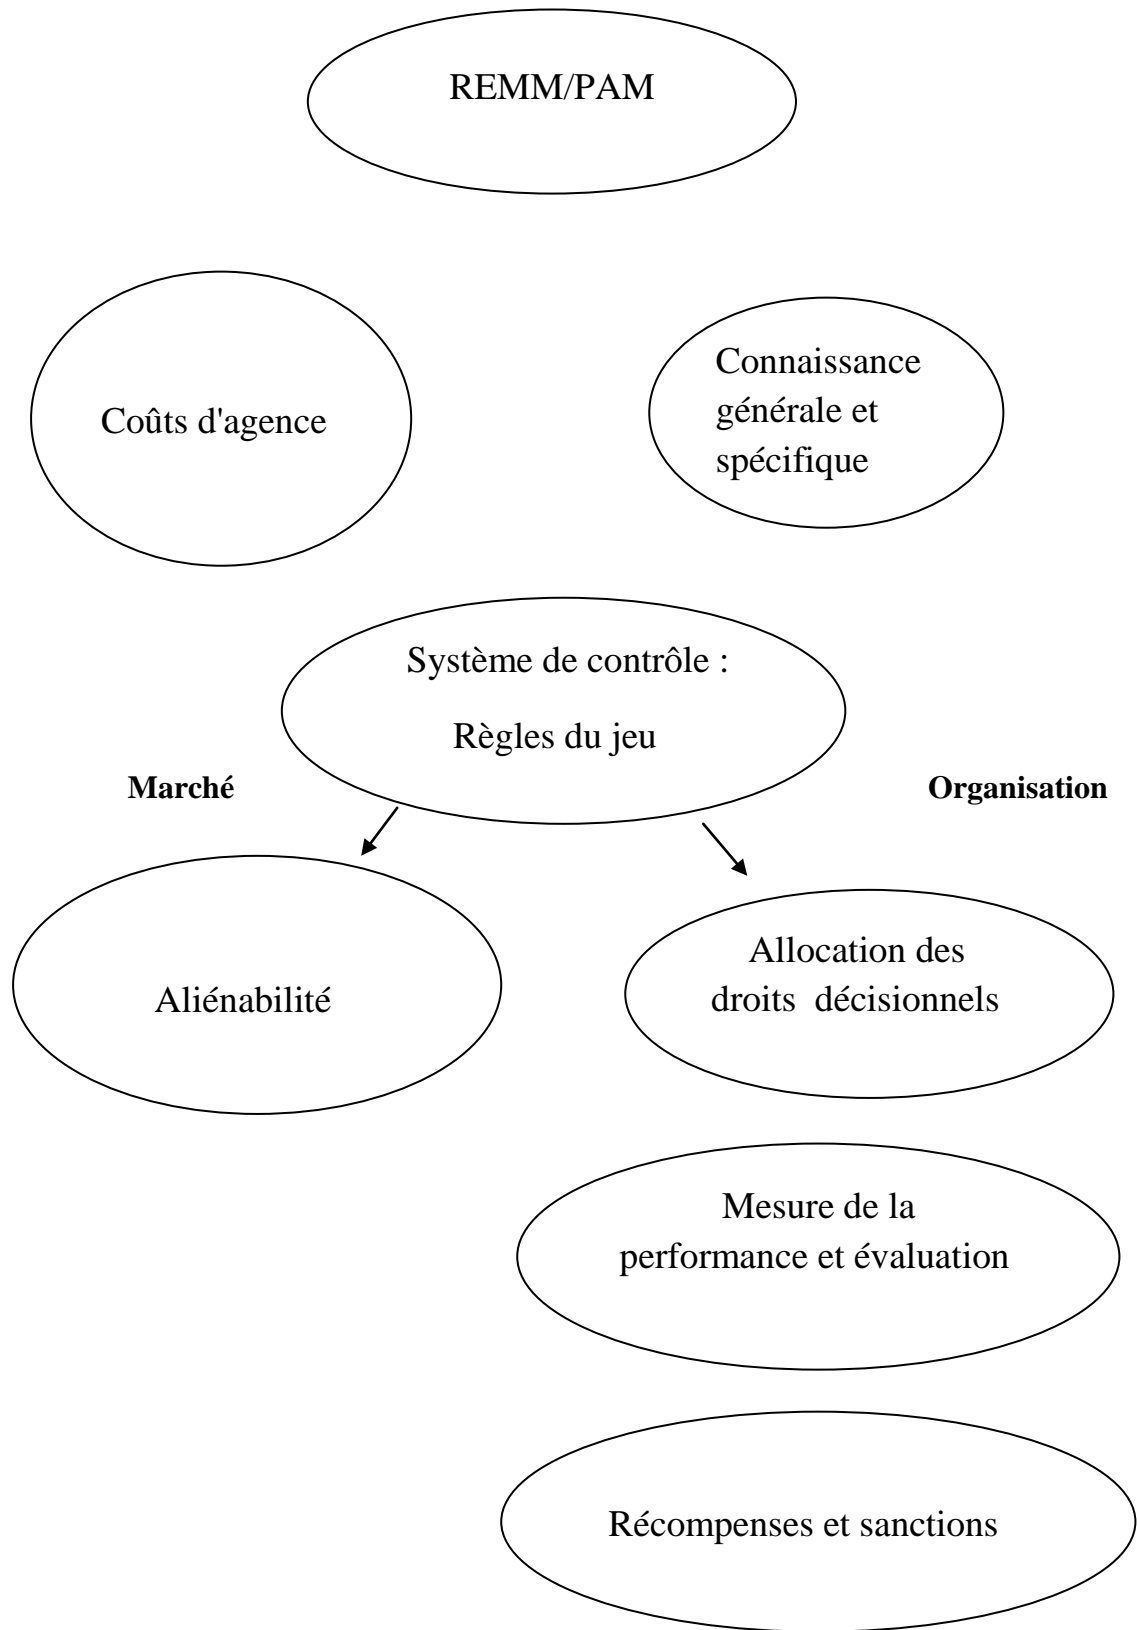 REMM/PAM
Coûts d'agence
Connaissance
générale et
spécifique
Système de contrôle :
Règles du jeu
Marché
Organisation
Aliénabilité
Allocation des
droits  décisionnels
Mesure de la
performance et évaluation
Récompenses et sanctions